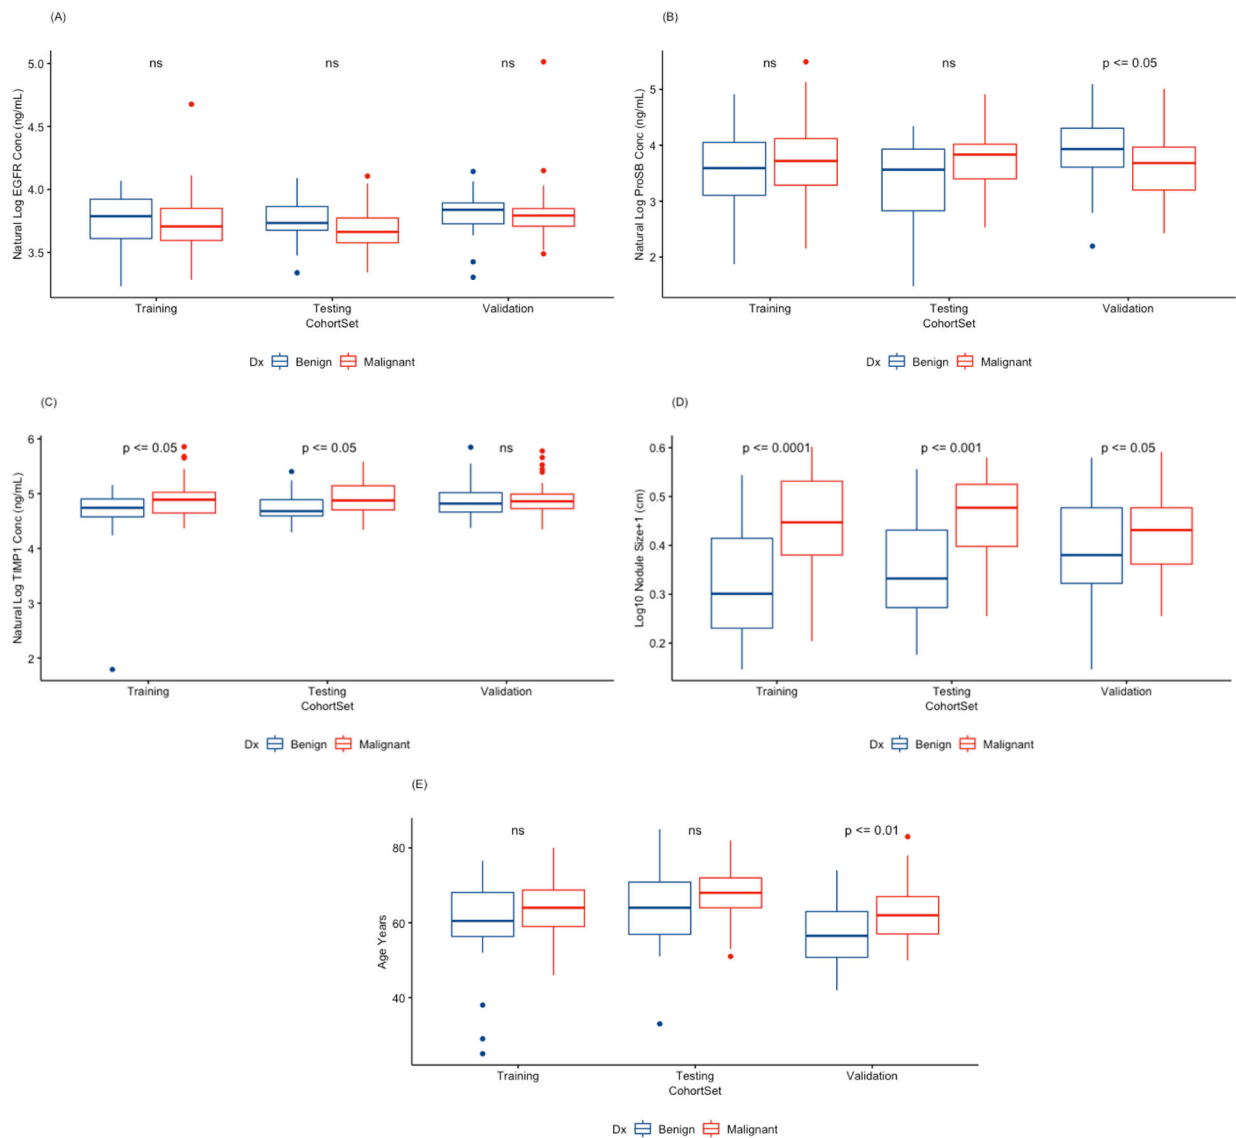 (A)
Natural Log EGFR Conc (ng/mL)
5.0
4.5
4.0
3.5
ns
ns
ns
Training
Testing
Validation
CohortSet
Dx Benign Malignant
(B)
Natural Log ProSB Conc (ng/mL)
5
4
3
2
ns
ns
p <= 0.05
Training
Testing
Validation
CohortSet
Dx Benign Malignant
(C)
Natural Log TIMP1 Conc (ng/mL)
6
5
4
3
2
p <= 0.05
p <= 0.05
ns
Training
Testing
Validation
CohortSet
Dx Benign Malignant
(D)
Log10 Nodule Size+1 (cm)
0.6
0.5
0.4
0.3
0.2
p <= 0.0001
p <= 0.001
p <= 0.05
Training
Testing
Validation
CohortSet
Dx Benign Malignant
(E)
Age Years
80
60
40
ns
ns
p <= 0.01
Training
Testing
Validation
CohortSet
Dx Benign Malignant